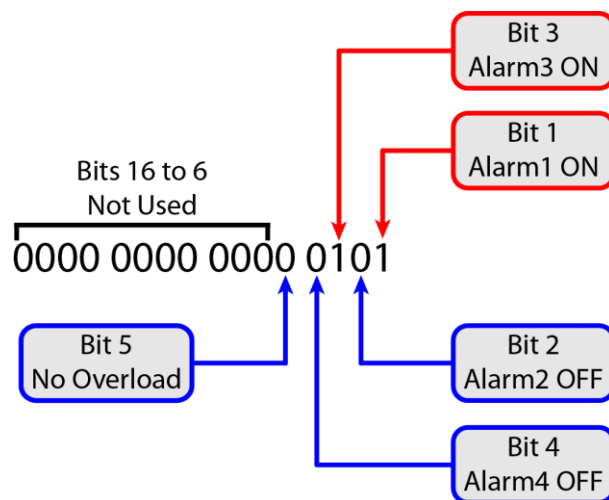 Bit 3
Alarm3 ON
Bit 1
Alarm1 ON
Bits 16 to 6
Not Used
0000 0000 0000 0101
Bit 5
No Overload
Bit 2
Alarm2 OFF
Bit 4
Alarm4 OFF